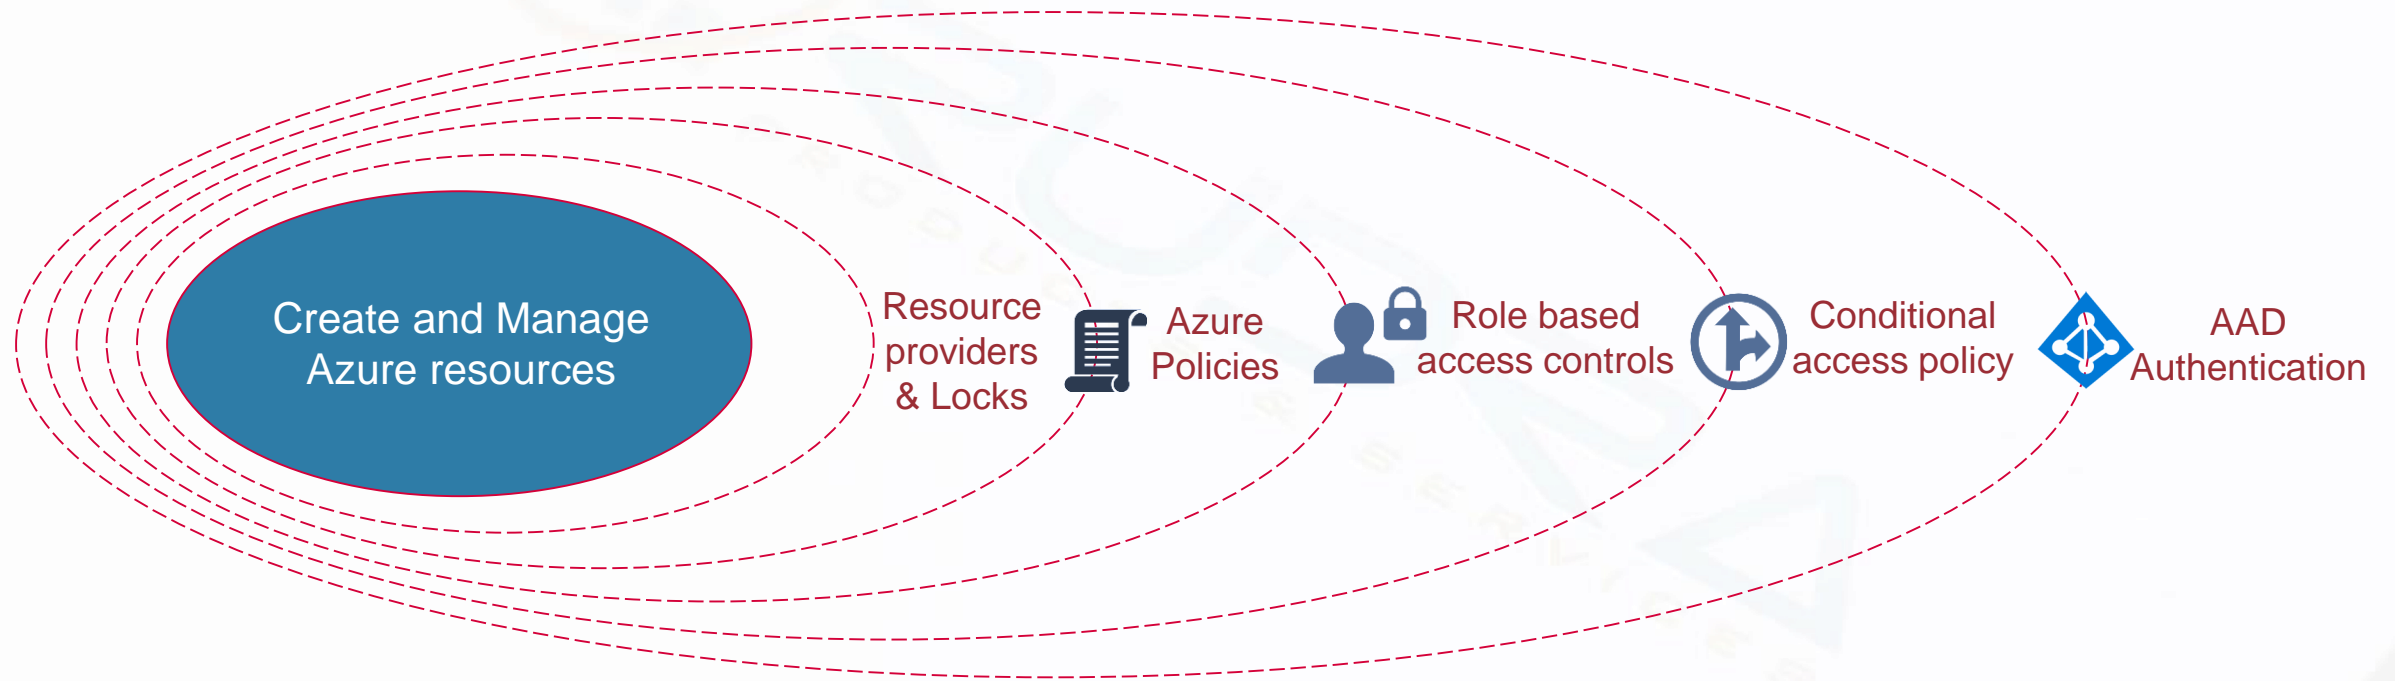 Create and Manage
Azure resources
Resource
providers
& Locks
Azure
Policies
Role based
access controls
Conditional
access policy
AAD
Authentication